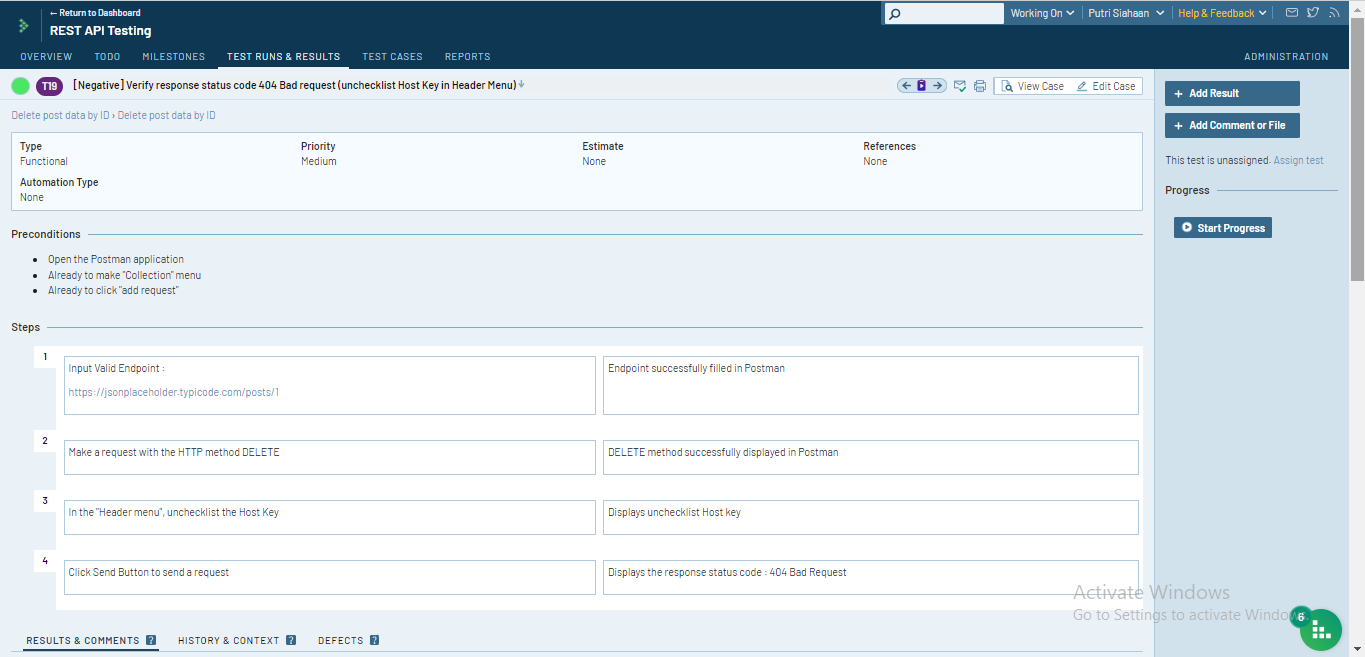 ← Return to Dashboard
REST API Testing
Working On
Putri Siahaan
Help & Feedback
OVERVIEW
TODO
MILESTONES
TEST RUNS & RESULTS
TEST CASES
REPORTS
ADMINISTRATION
T19
[Negative] Verify response status code 404 Bad request (unchecklist Host Key in Header Menu)
View Case
Edit Case
Delete post data by ID › Delete post data by ID
Type
Functional
Priority
Medium
Estimate
None
References
None
Automation Type
None
Preconditions
• Open the Postman application
• Already to make "Collection" menu
• Already to click "add request"
Steps
1
Input Valid Endpoint :
https://jsonplaceholder.typicode.com/posts/1
Endpoint successfully filled in Postman
2
Make a request with the HTTP method DELETE
DELETE method successfully displayed in Postman
3
In the "Header menu", unchecklist the Host Key
Displays unchecklist Host key
4
Click Send Button to send a request
Displays the response status code : 404 Bad Request
RESULTS & COMMENTS ?
HISTORY & CONTEXT ?
DEFECTS ?
+ Add Result
+ Add Comment or File
This test is unassigned. Assign test
Progress
Start Progress
Activate Windows
Go to Settings to activate Windo
6